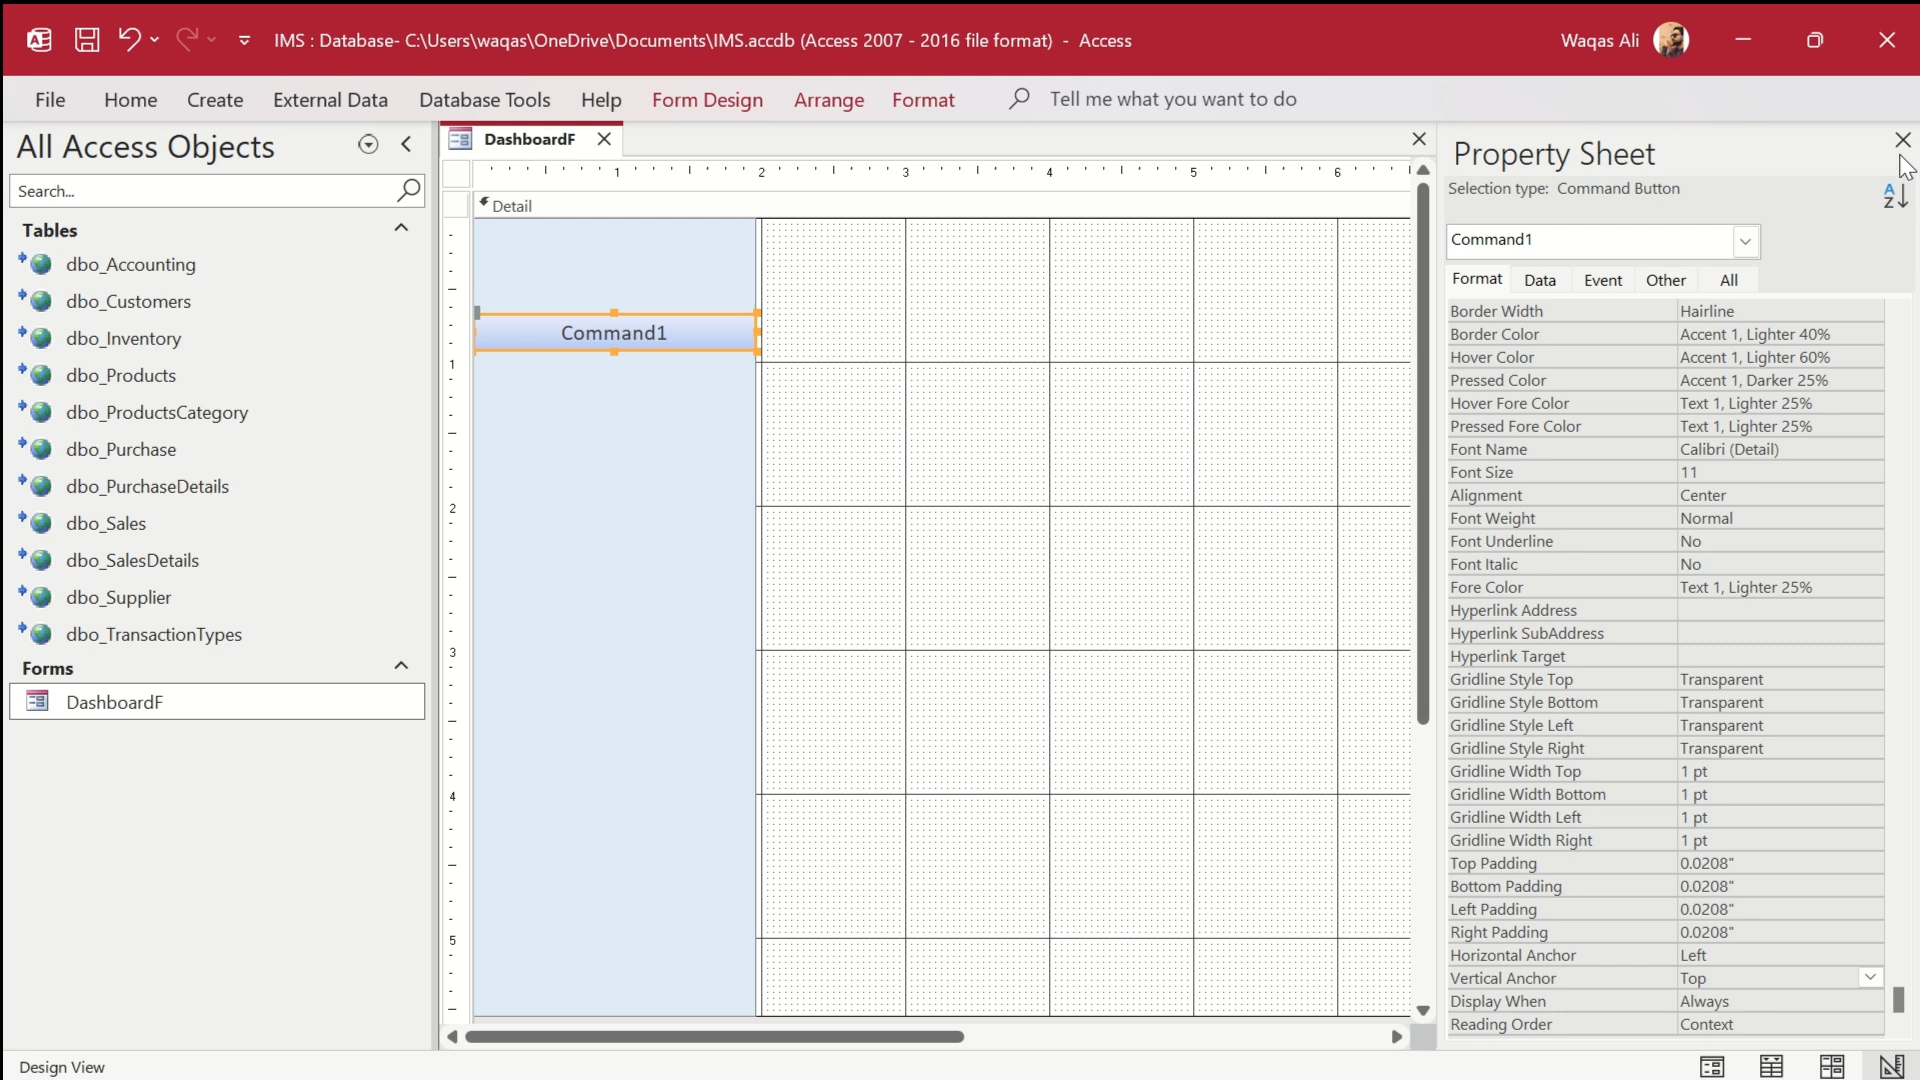 IMS : Database- C:\Users\waqas\OneDrive\Documents\IMS.accdb (Access 2007 - 2016 file format)  -  Access
Waqas Ali
File Home Create External Data Database Tools Help Form Design Arrange Format Tell me what you want to do
All Access Objects
Search...
Tables
dbo_Accounting
dbo_Customers
dbo_Inventory
dbo_Products
dbo_ProductsCategory
dbo_Purchase
dbo_PurchaseDetails
dbo_Sales
dbo_SalesDetails
dbo_Supplier
dbo_TransactionTypes
Forms
DashboardF
DashboardF
1 2 3 4 5 6
Detail
Command1
1
2
3
4
5
Property Sheet
Selection type: Command Button
A
Z
Command1
Format Data Event Other All
Border Width Hairline
Border Color Accent 1, Lighter 40%
Hover Color Accent 1, Lighter 60%
Pressed Color Accent 1, Darker 25%
Hover Fore Color Text 1, Lighter 25%
Pressed Fore Color Text 1, Lighter 25%
Font Name Calibri (Detail)
Font Size 11
Alignment Center
Font Weight Normal
Font Underline No
Font Italic No
Fore Color Text 1, Lighter 25%
Hyperlink Address
Hyperlink SubAddress
Hyperlink Target
Gridline Style Top Transparent
Gridline Style Bottom Transparent
Gridline Style Left Transparent
Gridline Style Right Transparent
Gridline Width Top 1 pt
Gridline Width Bottom 1 pt
Gridline Width Left 1 pt
Gridline Width Right 1 pt
Top Padding 0.0208"
Bottom Padding 0.0208"
Left Padding 0.0208"
Right Padding 0.0208"
Horizontal Anchor Left
Vertical Anchor Top
Display When Always
Reading Order Context
Design View